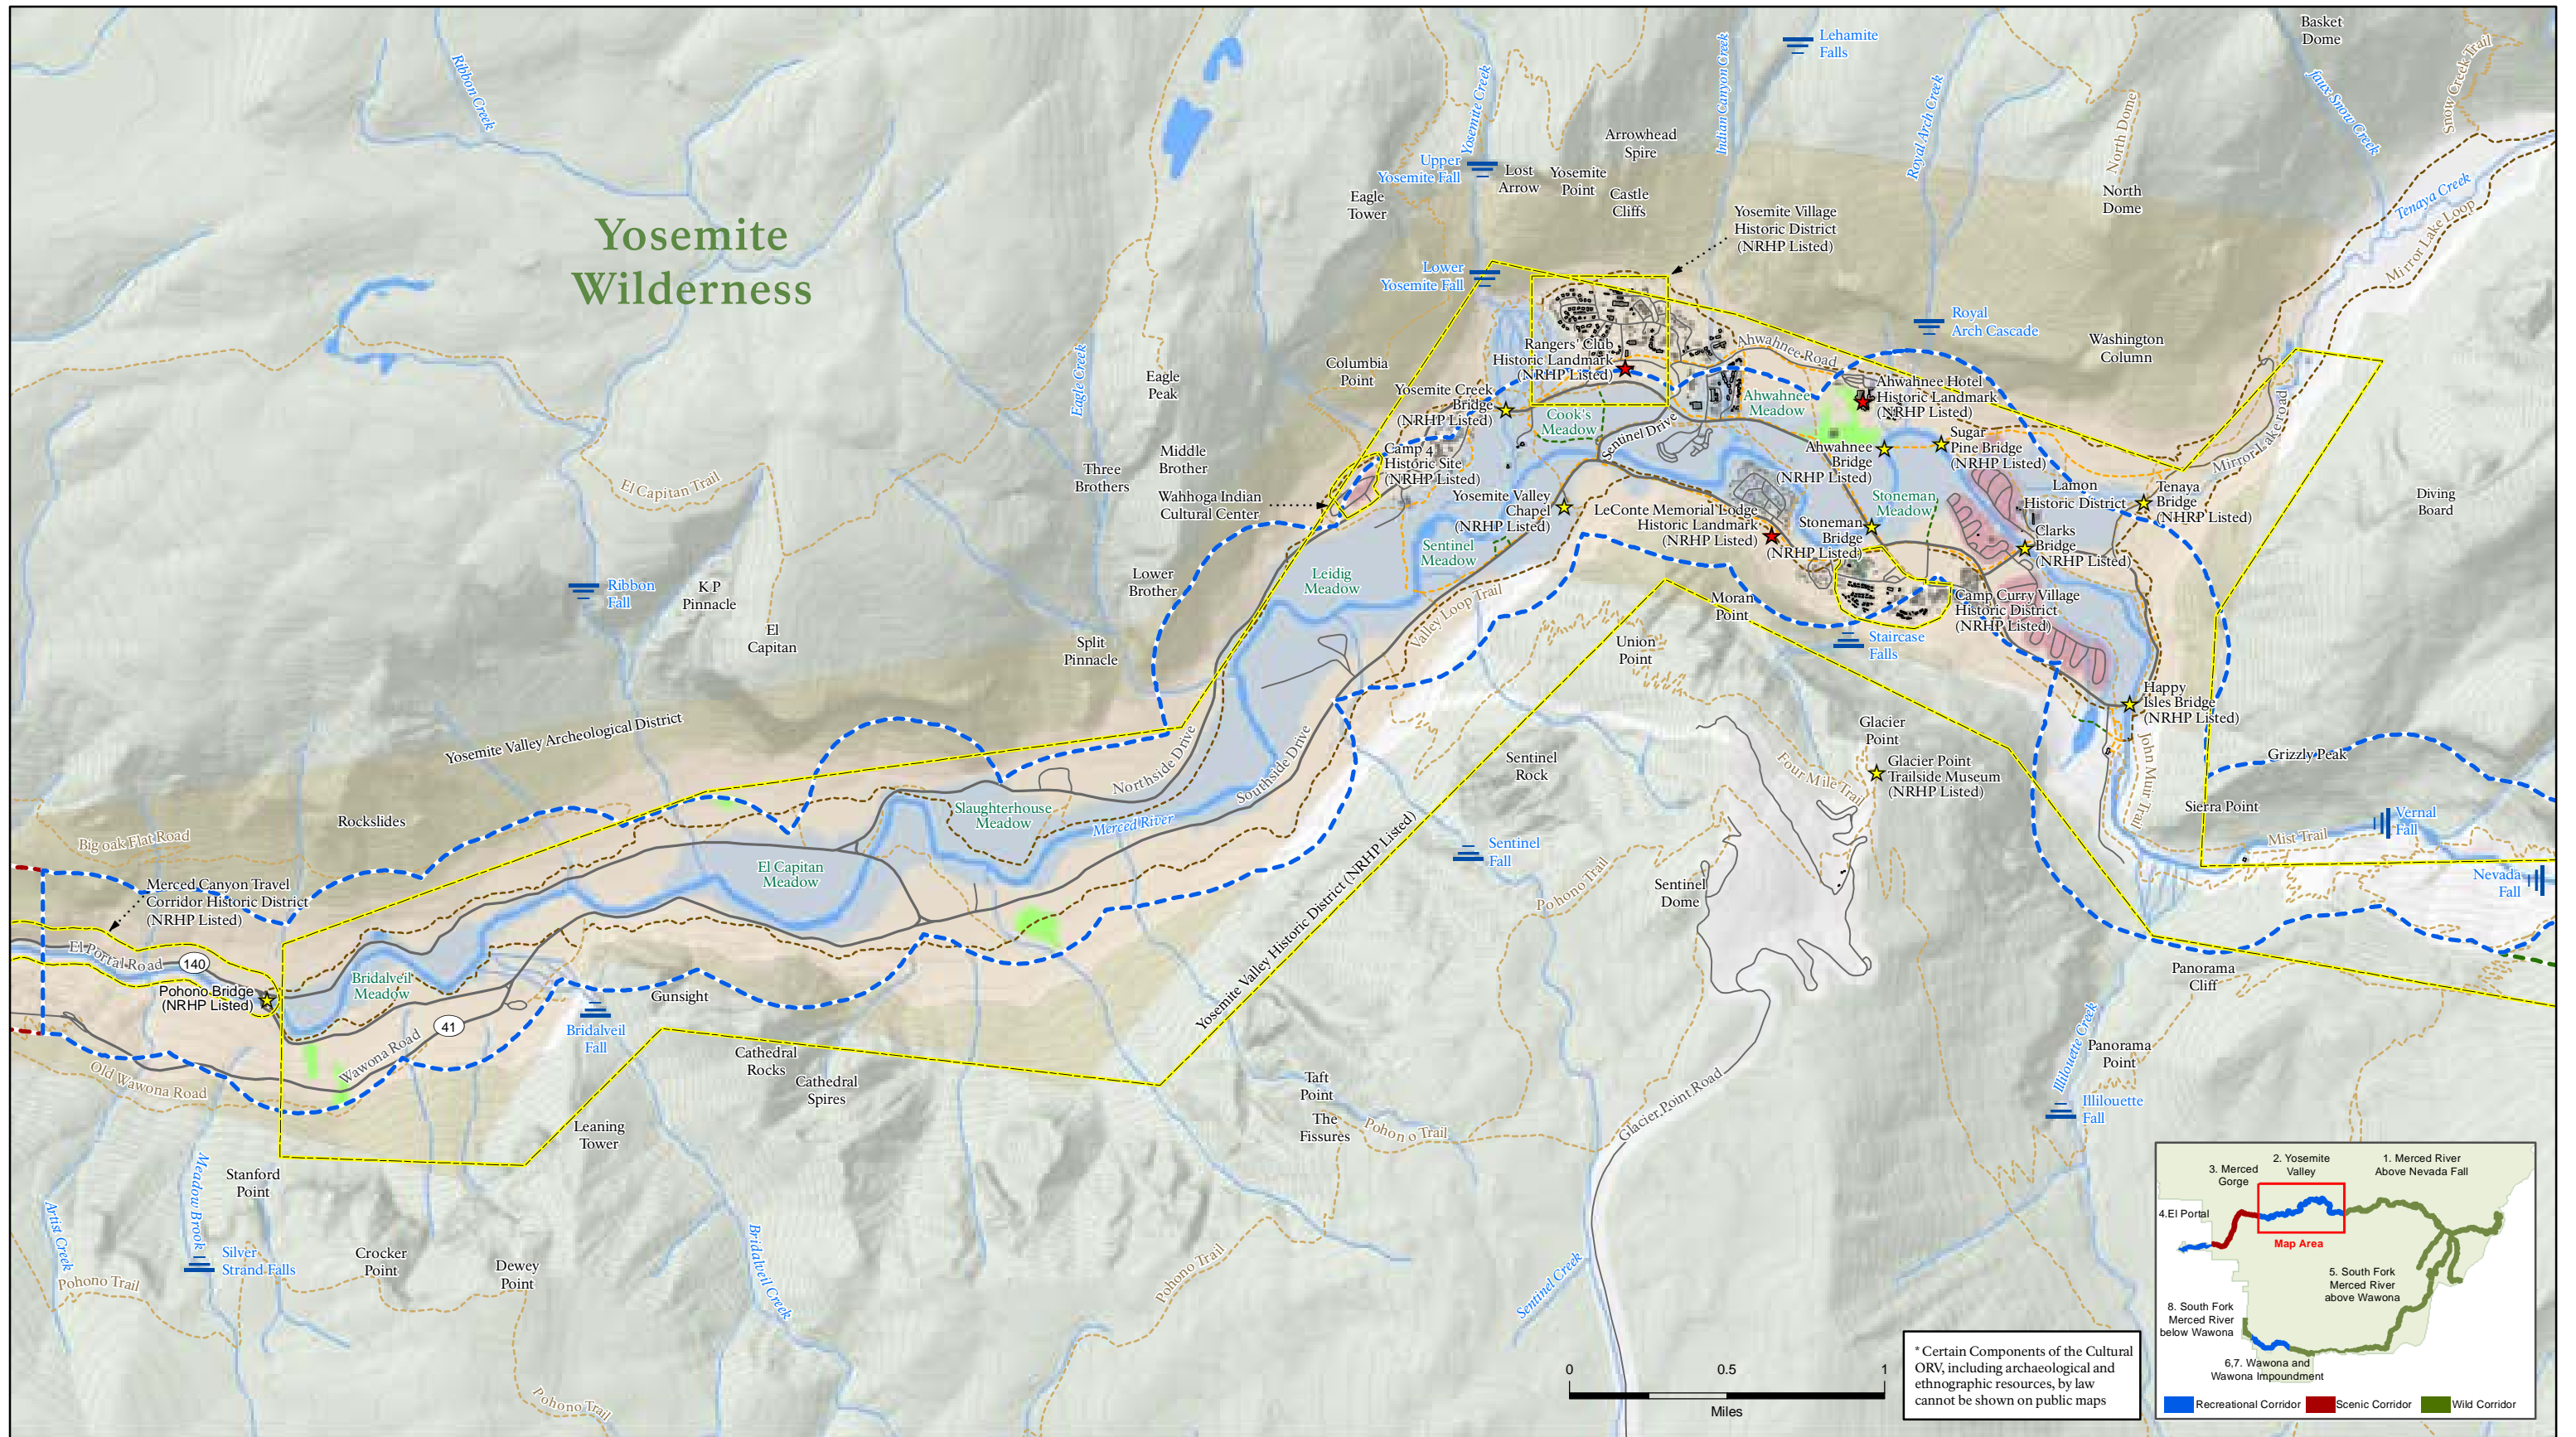 Basket
Dome
Lehamite
Falls
Ribbon Creek
Yosemite Creek
Indian Canyon Creek
Royal Arch Creek
faux Snow Creek
Snow Creek Trail
North Dome
Arrowhead
Spire
Upper
Yosemite Fall
Lost
Arrow
Yosemite
Point
Castle
Cliffs
Eagle
Tower
North
Dome
Tenaya Creek
Mirror Lake Loop
Yosemite Village
Historic District
(NRHP Listed)
Yosemite
Wilderness
Lower
Yosemite Fall
Royal
Arch Cascade
Washington
Column
Ahwahnee Road
Rangers' Club
Historic Landmark
(NRHP Listed)
Columbia
Point
Eagle Creek
Eagle
Peak
Yosemite Creek
Bridge
(NRHP Listed)
Cook's
Meadow
Sentinel Drive
Ahwahnee
Meadow
Ahwahnee Hotel
Historic Landmark
(NRHP Listed)
Mirror Lake road
Sugar
Pine Bridge
(NRHP Listed)
Ahwahnee
Bridge
(NRHP Listed)
Camp 4
Historic Site
(NRHP Listed)
Middle
Brother
Three
Brothers
Wahhoga Indian
Cultural Center
El Capitan Trail
Yosemite Valley
Chapel
(NRHP Listed)
LeConte Memorial Lodge
Historic Landmark
(NRHP Listed)
Stoneman
Meadow
Stoneman
Bridge
(NRHP Listed)
Lamon
Historic District
Tenaya
Bridge
(NHRP Listed)
Clarks
Bridge
(NRHP Listed)
Diving
Board
Sentinel
Meadow
Leidig
Meadow
Lower
Brother
Valley Loop Trail
Moran
Point
Camp Curry Village
Historic District
(NRHP Listed)
Staircase
Falls
Union
Point
Ribbon
Fall
K P
Pinnacle
El
Capitan
Split
Pinnacle
Happy
Isles Bridge
(NRHP Listed)
Glacier
Point
Glacier Point
Trailside Museum
(NRHP Listed)
Four Mile Trail
John Muir Trail
Grizzly Peak
Sierra Point
Vernal
Fall
Mist Trail
Nevada
Fall
Yosemite Valley Archeological District
Northside Drive
Southside Drive
Sentinel
Rock
Slaughterhouse
Meadow
Merced River
El Capitan
Meadow
Sentinel
Fall
Pohono Trail
Sentinel
Dome
Rockslides
Big oak Flat Road
Merced Canyon Travel
Corridor Historic District
(NRHP Listed)
El Portal Road
140
Pohono Bridge
(NRHP Listed)
Bridalveil
Meadow
41
Wawona Road
Old Wawona Road
Gunsight
Bridalveil
Fall
Yosemite Valley Historic District (NRHP Listed)
Cathedral
Rocks
Cathedral
Spires
Leaning
Tower
Taft
Point
The
Fissures
Pohono Trail
Glacier Point Road
Panorama
Cliff
Illilouette Creek
Panorama
Point
Illilouette
Fall
Stanford
Point
Meadow Brook
Artist Creek
Silver
Strand Falls
Pohono Trail
Crocker
Point
Dewey
Point
Bridalveil Creek
Pohono Trail
Sentinel Creek
Pohono Trail
0
0.5
1
Miles
* Certain Components of the Cultural
ORV, including archaeological and
ethnographic resources, by law
cannot be shown on public maps
1. Merced River
Above Nevada Fall
2. Yosemite
Valley
3. Merced
Gorge
4.El Portal
Map Area
5. South Fork
Merced River
above Wawona
8. South Fork
Merced River
below Wawona
6,7. Wawona and
Wawona Impoundment
Recreational Corridor
Scenic Corridor
Wild Corridor